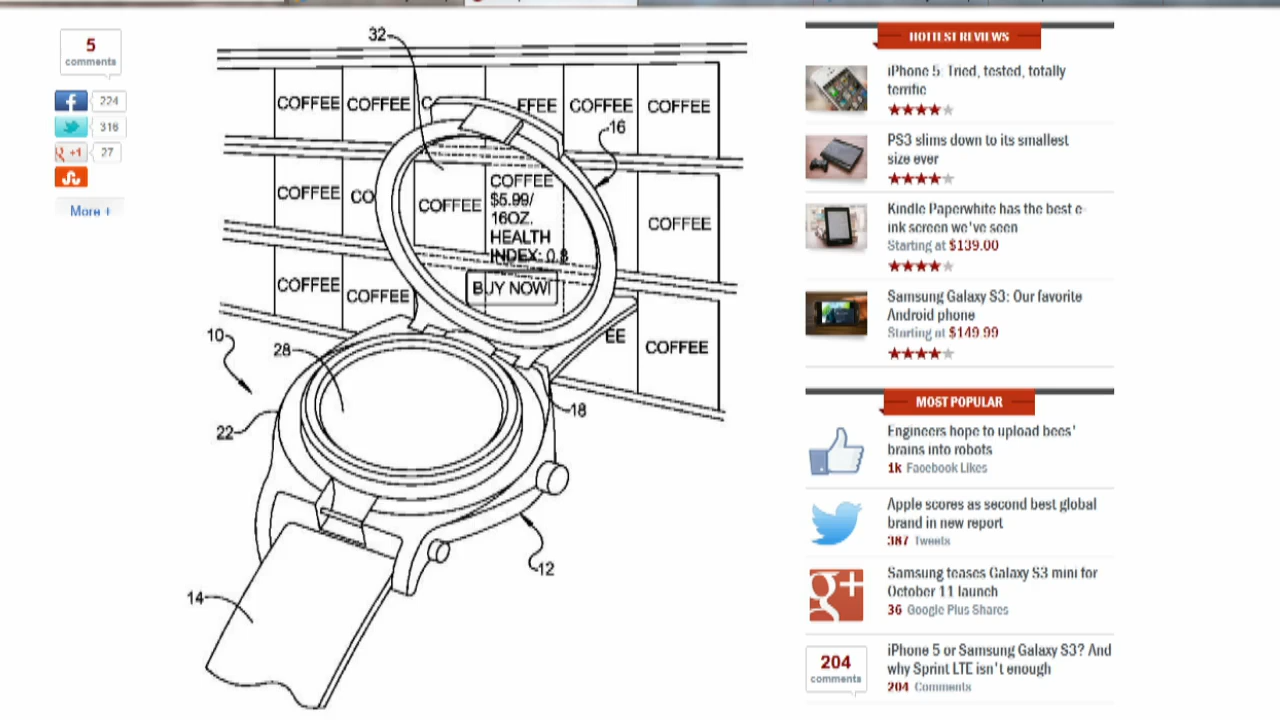 5
comments
224
316
+1
27
More +
32
COFFEE COFFEE C FFEE COFFEE COFFEE
16
COFFEE CO COFFEE COFFEE
$5.99/
16OZ.
HEALTH
INDEX: 0.8
BUY NOW!
COFFEE
COFFEE COFFEE
EE COFFEE
10
28
22
18
12
14
HOTTEST REVIEWS
iPhone 5: Tried, tested, totally
terrific
PS3 slims down to its smallest
size ever
Kindle Paperwhite has the best e-
ink screen we've seen
Starting at $139.00
Samsung Galaxy S3: Our favorite
Android phone
Starting at $149.99
MOST POPULAR
Engineers hope to upload bees'
brains into robots
1k Facebook Likes
Apple scores as second best global
brand in new report
387 Tweets
Samsung teases Galaxy S3 mini for
October 11 launch
36 Google Plus Shares
iPhone 5 or Samsung Galaxy S3? And
why Sprint LTE isn't enough
204 Comments
204
comments